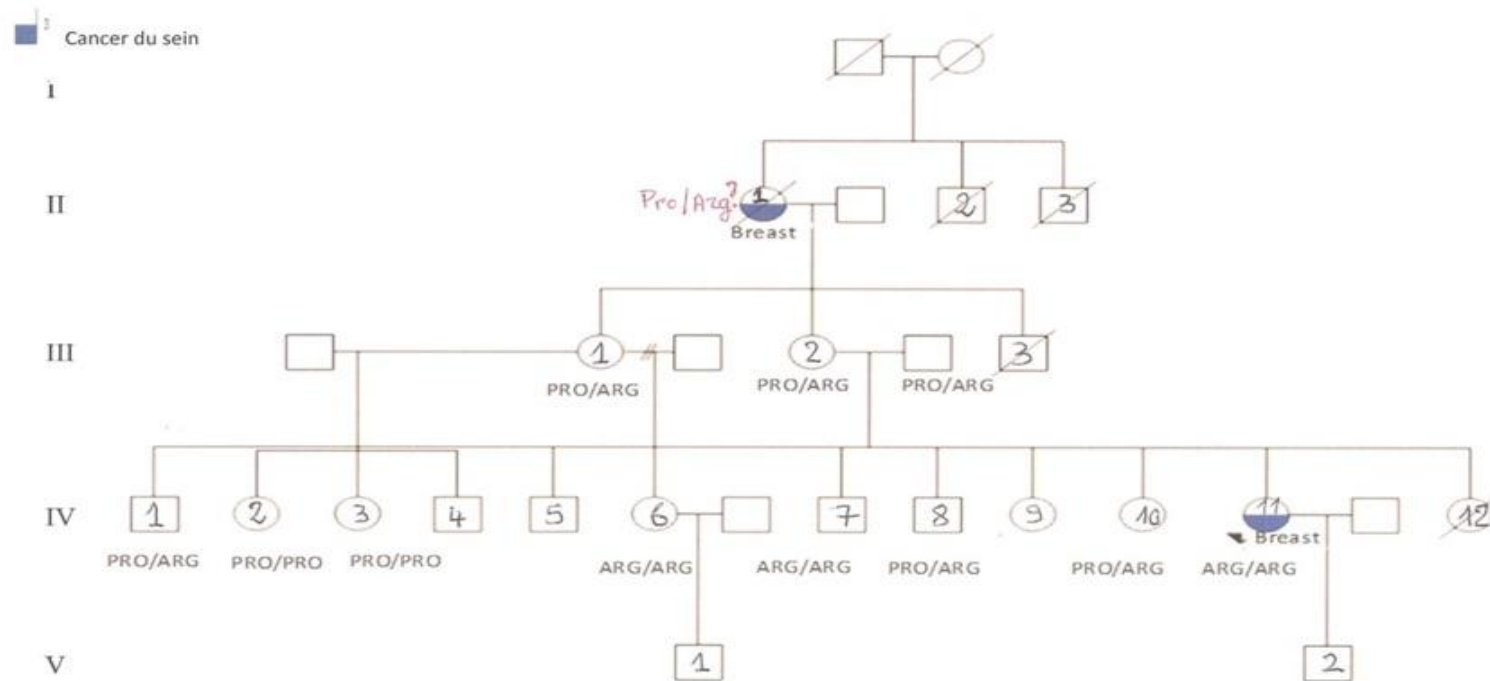 Cancer du sein
I
II
Pro/Arg?
1
2
3
Breast
III
1
2
3
PRO/ARG
PRO/ARG
PRO/ARG
IV
1
2
3
4
5
6
7
8
9
10
11
12
Breast
PRO/ARG
PRO/PRO
PRO/PRO
ARG/ARG
ARG/ARG
PRO/ARG
PRO/ARG
ARG/ARG
V
1
2